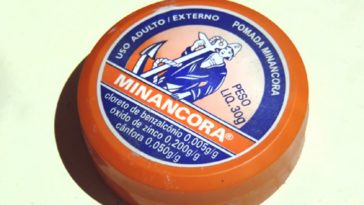 USO ADULTO / EXTERNO
POMADA MINANCORA
PESO
LIQ. 30g
MINANCORA®
cloreto de benzalcônio 0,005g/g
óxido de zinco 0,200g/g
cânfora 0,050g/g